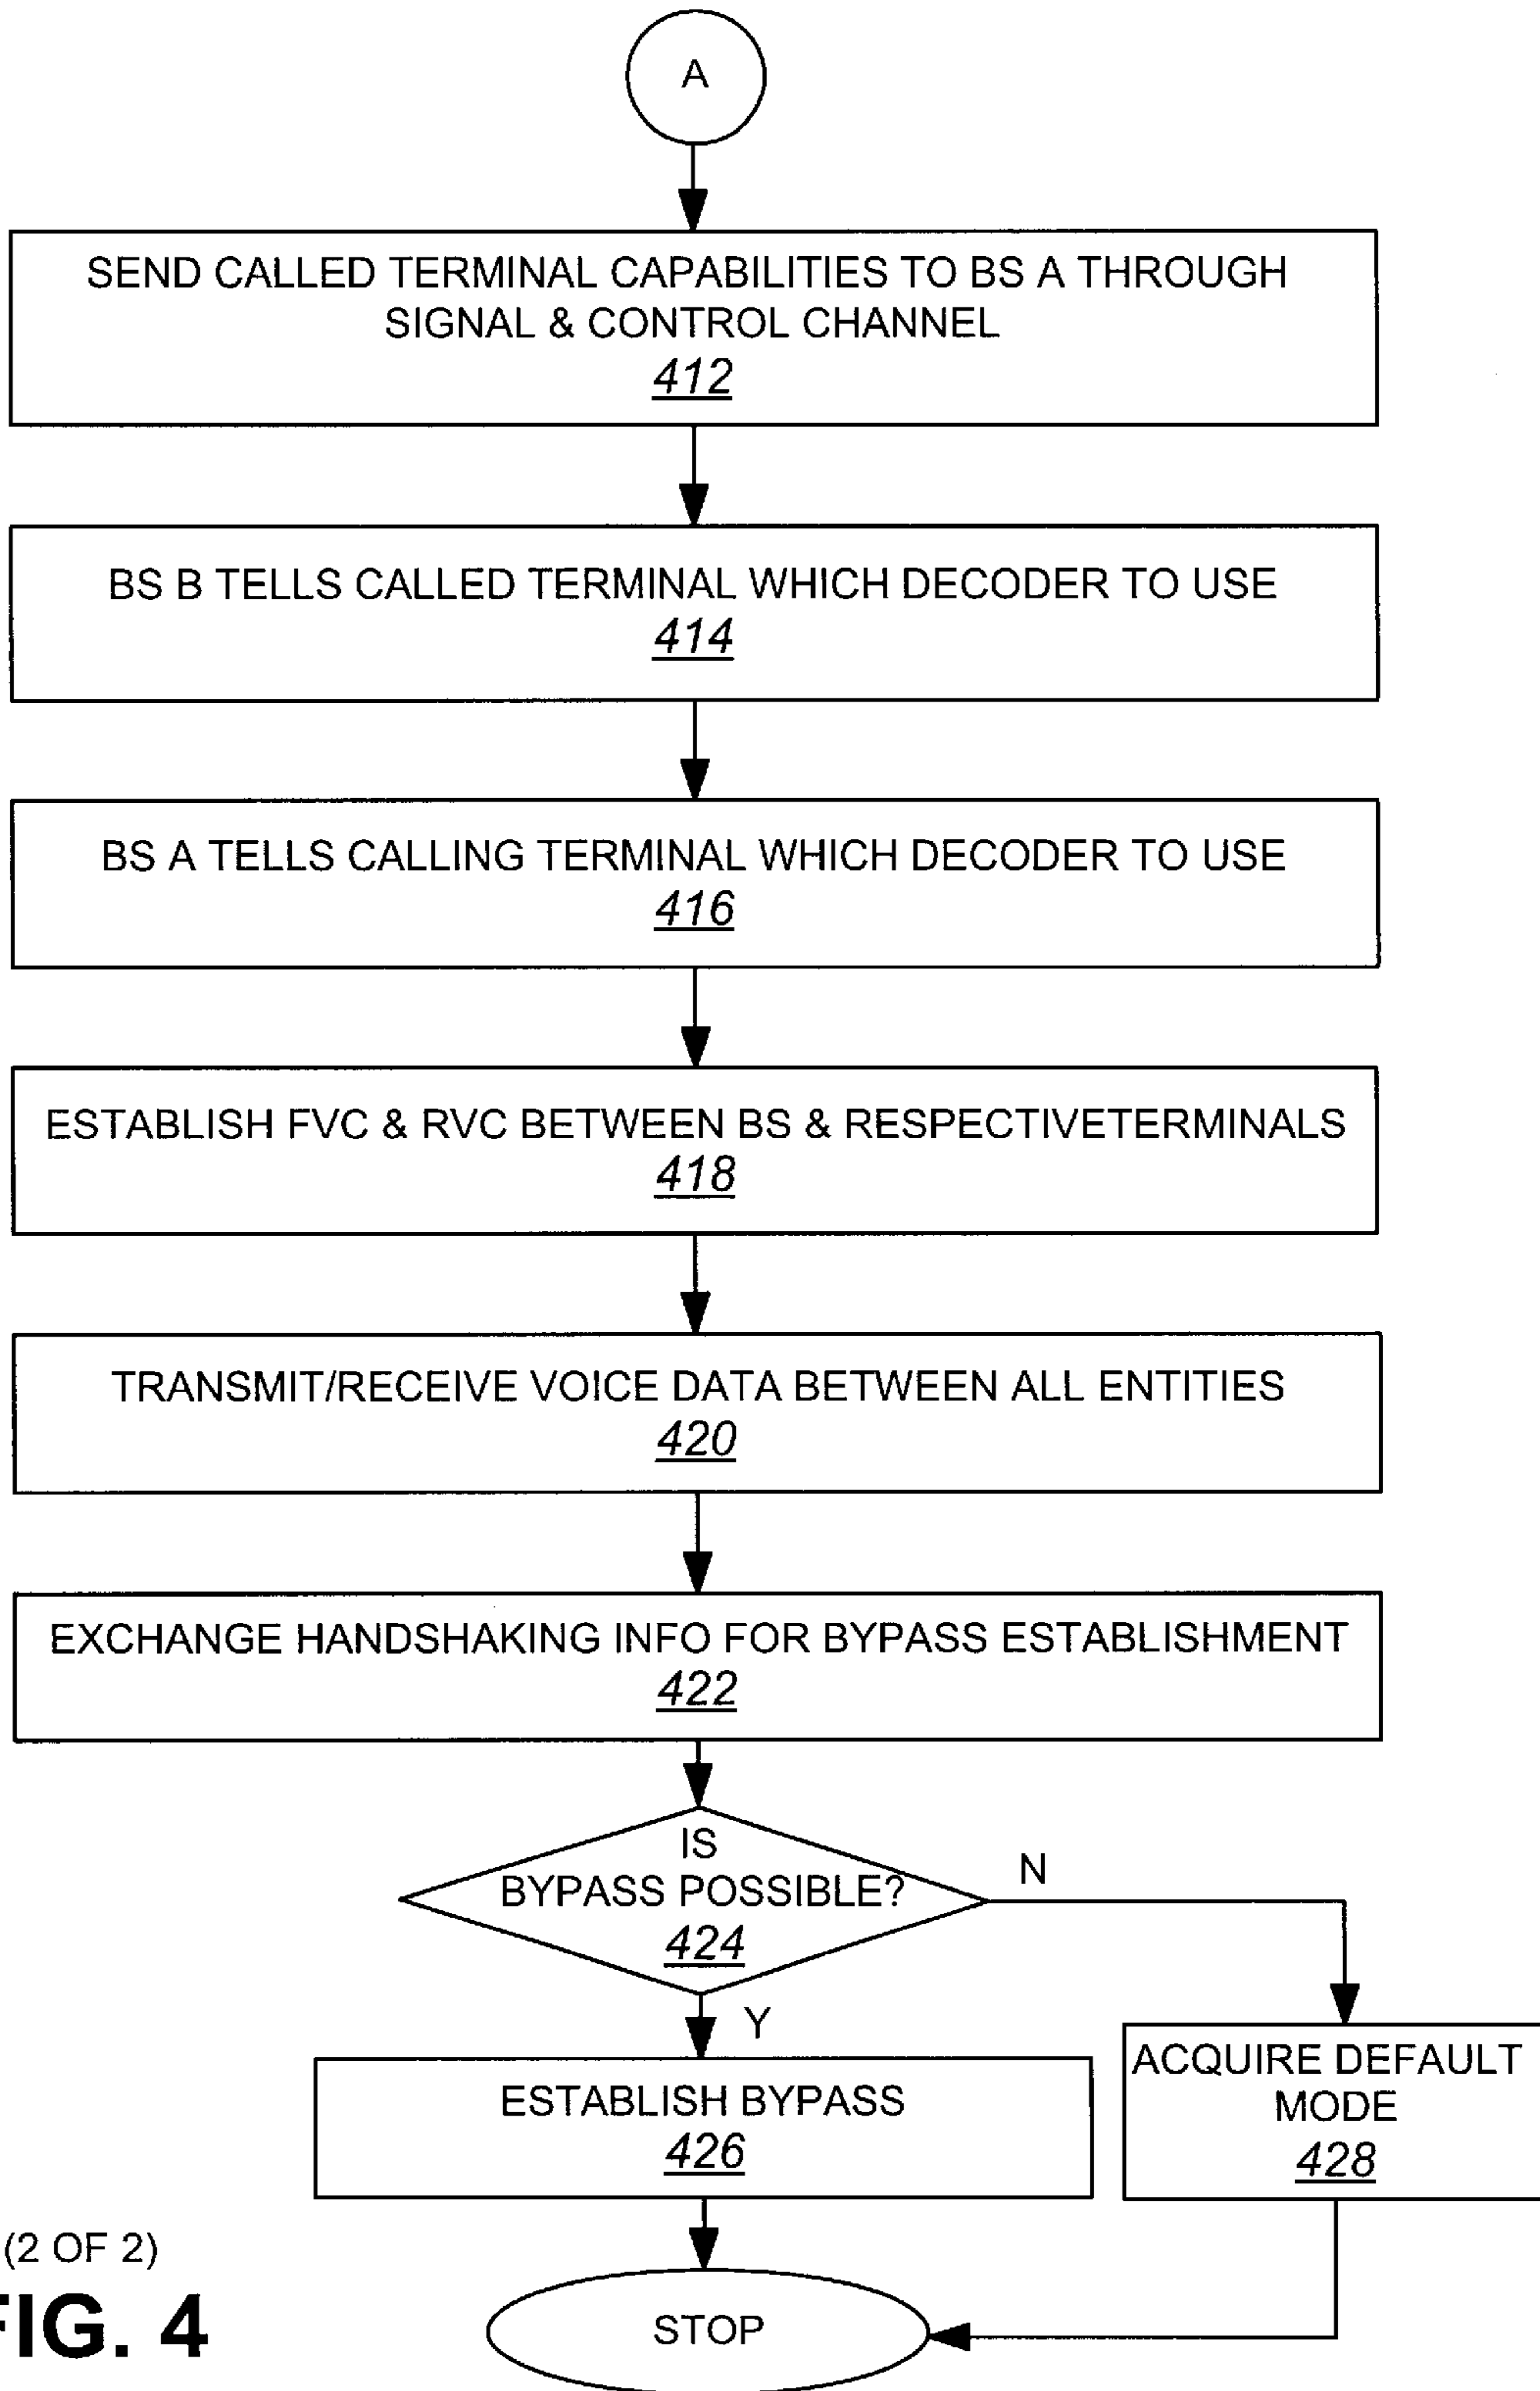 A
SEND CALLED TERMINAL CAPABILITIES TO BS A THROUGH
SIGNAL & CONTROL CHANNEL
412
BS B TELLS CALLED TERMINAL WHICH DECODER TO USE
414
BS A TELLS CALLING TERMINAL WHICH DECODER TO USE
416
ESTABLISH FVC & RVC BETWEEN BS & RESPECTIVETERMINALS
418
TRANSMIT/RECEIVE VOICE DATA BETWEEN ALL ENTITIES
420
EXCHANGE HANDSHAKING INFO FOR BYPASS ESTABLISHMENT
422
IS
BYPASS POSSIBLE?
424
N
Y
ESTABLISH BYPASS
426
ACQUIRE DEFAULT
MODE
428
STOP
(2 OF 2)
FIG. 4